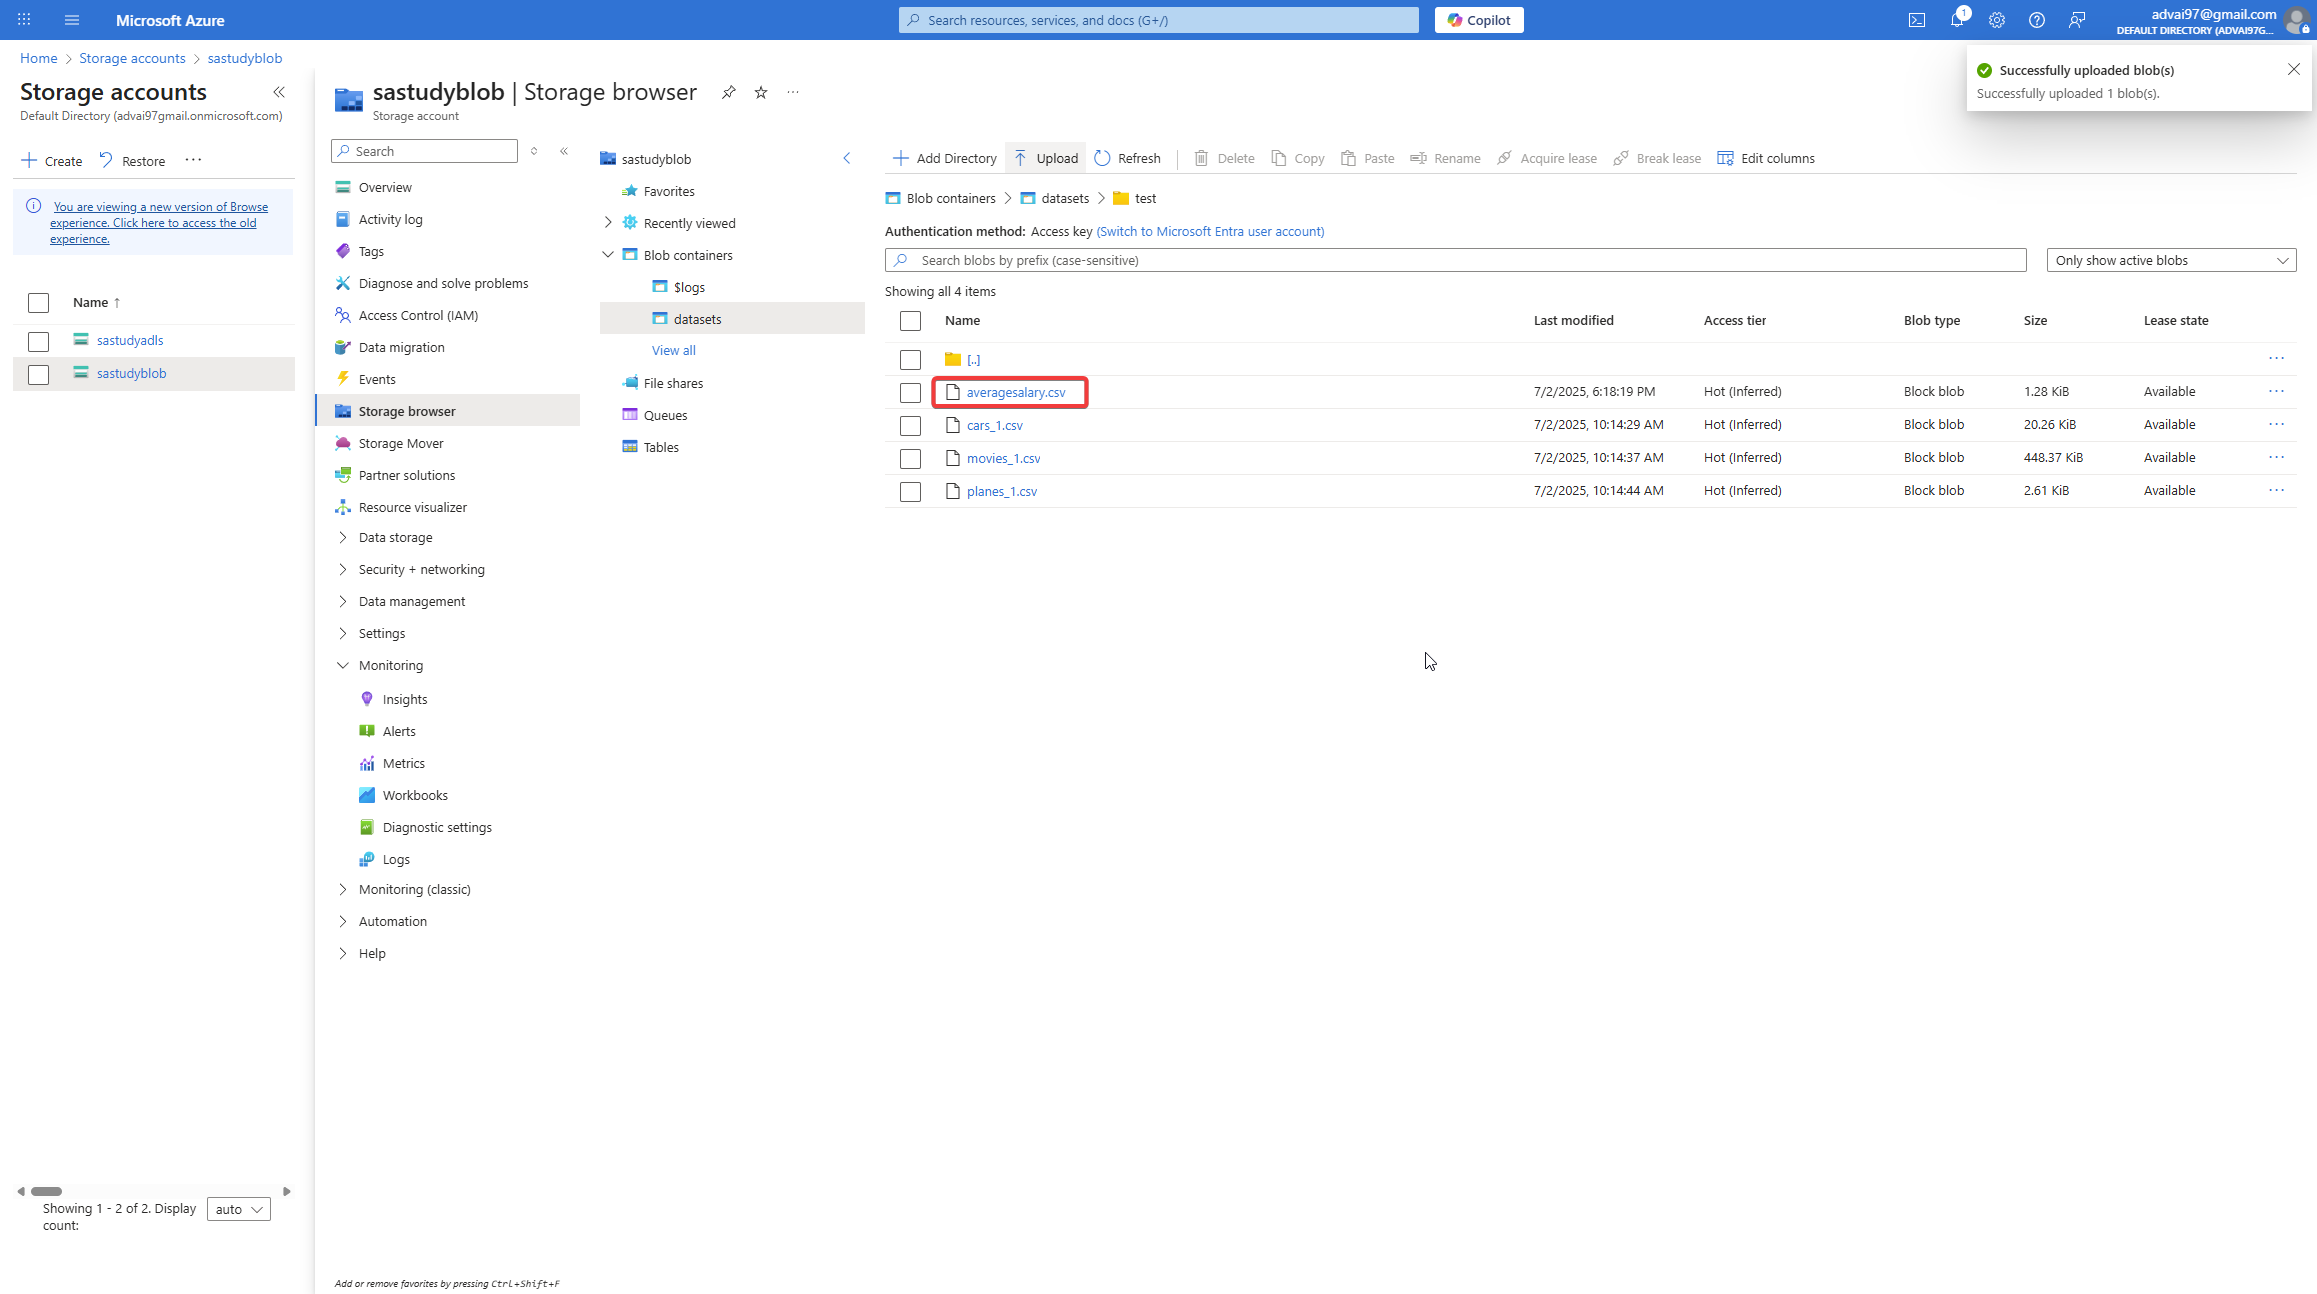 Microsoft Azure
Search resources, services, and docs (G+/)
Copilot
1
advai97@gmail.com
DEFAULT DIRECTORY (ADVAI97G...
Home > Storage accounts > sastudyblob
Successfully uploaded blob(s)
Successfully uploaded 1 blob(s).
Storage accounts
Default Directory (advai97gmail.onmicrosoft.com)
Create
Restore
You are viewing a new version of Browse
experience. Click here to access the old
experience.
Name ↑
sastudyadls
sastudyblob
Showing 1 - 2 of 2. Display
count:
auto
sastudyblob | Storage browser
Storage account
Search
Overview
Activity log
Tags
Diagnose and solve problems
Access Control (IAM)
Data migration
Events
Storage browser
Storage Mover
Partner solutions
Resource visualizer
Data storage
Security + networking
Data management
Settings
Monitoring
Insights
Alerts
Metrics
Workbooks
Diagnostic settings
Logs
Monitoring (classic)
Automation
Help
Add or remove favorites by pressing Ctrl+Shift+F
sastudyblob
Favorites
Recently viewed
Blob containers
$logs
datasets
View all
File shares
Queues
Tables
Add Directory Upload Refresh Delete Copy Paste Rename Acquire lease Break lease Edit columns
Blob containers > datasets > test
Authentication method: Access key (Switch to Microsoft Entra user account)
Search blobs by prefix (case-sensitive)
Only show active blobs
Showing all 4 items
Name Last modified Access tier Blob type Size Lease state
[..]
averagesalary.csv 7/2/2025, 6:18:19 PM Hot (Inferred) Block blob 1.28 KiB Available
cars_1.csv 7/2/2025, 10:14:29 AM Hot (Inferred) Block blob 20.26 KiB Available
movies_1.csv 7/2/2025, 10:14:37 AM Hot (Inferred) Block blob 448.37 KiB Available
planes_1.csv 7/2/2025, 10:14:44 AM Hot (Inferred) Block blob 2.61 KiB Available